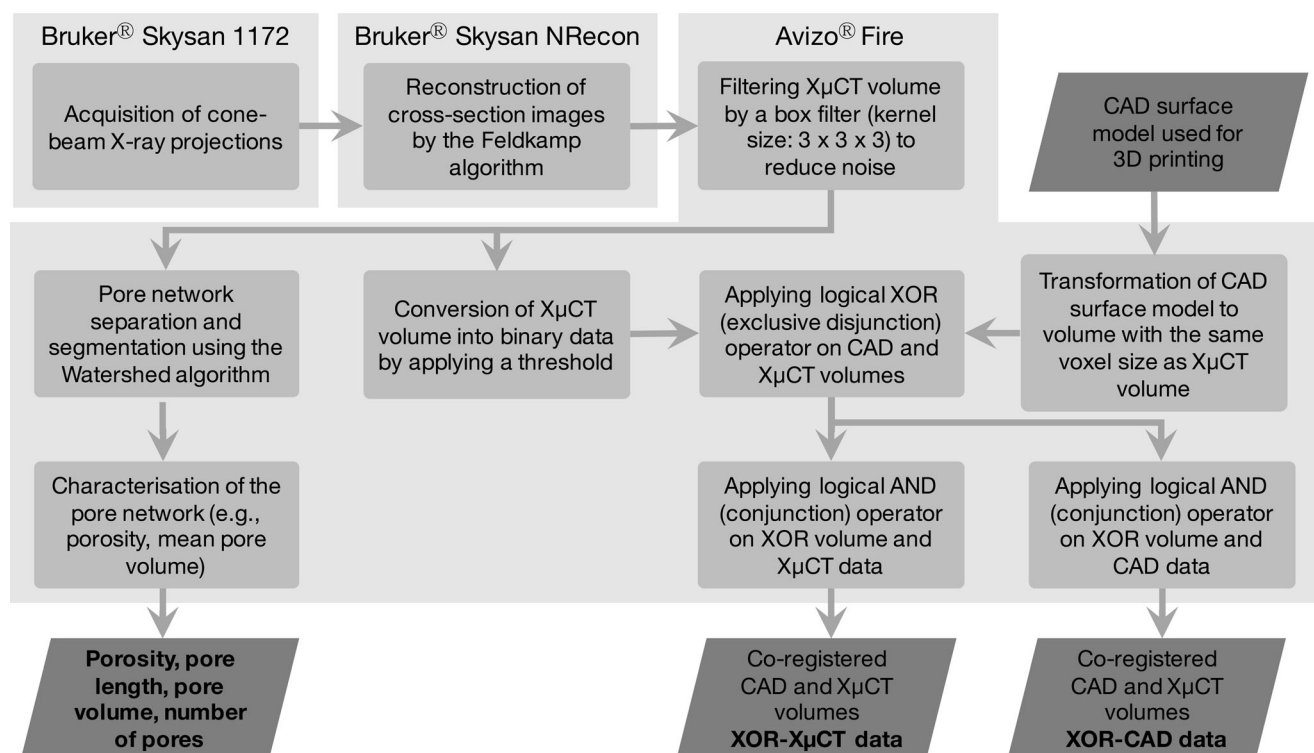 Bruker® Skysan 1172
Acquisition of cone-
beam X-ray projections
Bruker® Skysan NRecon
Reconstruction of
cross-section images
by the Feldkamp
algorithm
Avizo® Fire
Filtering XµCT volume
by a box filter (kernel
size: 3 x 3 x 3) to
reduce noise
CAD surface
model used for
3D printing
Pore network
separation and
segmentation using the
Watershed algorithm
Conversion of XµCT
volume into binary data
by applying a threshold
Applying logical XOR
(exclusive disjunction)
operator on CAD and
XµCT volumes
Transformation of CAD
surface model to
volume with the same
voxel size as XµCT
volume
Characterisation of the
pore network (e.g.,
porosity, mean pore
volume)
Applying logical AND
(conjunction) operator
on XOR volume and
XµCT data
Applying logical AND
(conjunction) operator
on XOR volume and
CAD data
Porosity, pore
length, pore
volume, number
of pores
Co-registered
CAD and XµCT
volumes
XOR-XµCT data
Co-registered
CAD and XµCT
volumes
XOR-CAD data